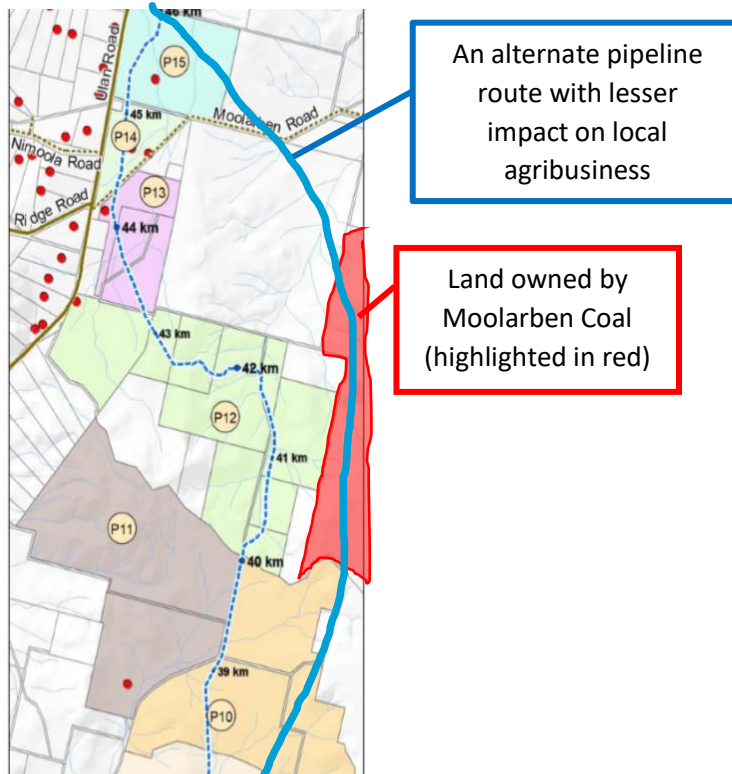 46 km
P15
Ulan Road
45 km
Moolarben Road
P14
Nimoola Road
P13
Ridge Road
44 km
43 km
42 km
P12
41 km
P11
40 km
39 km
P10
An alternate pipeline
route with lesser
impact on local
agribusiness
Land owned by
Moolarben Coal
(highlighted in red)